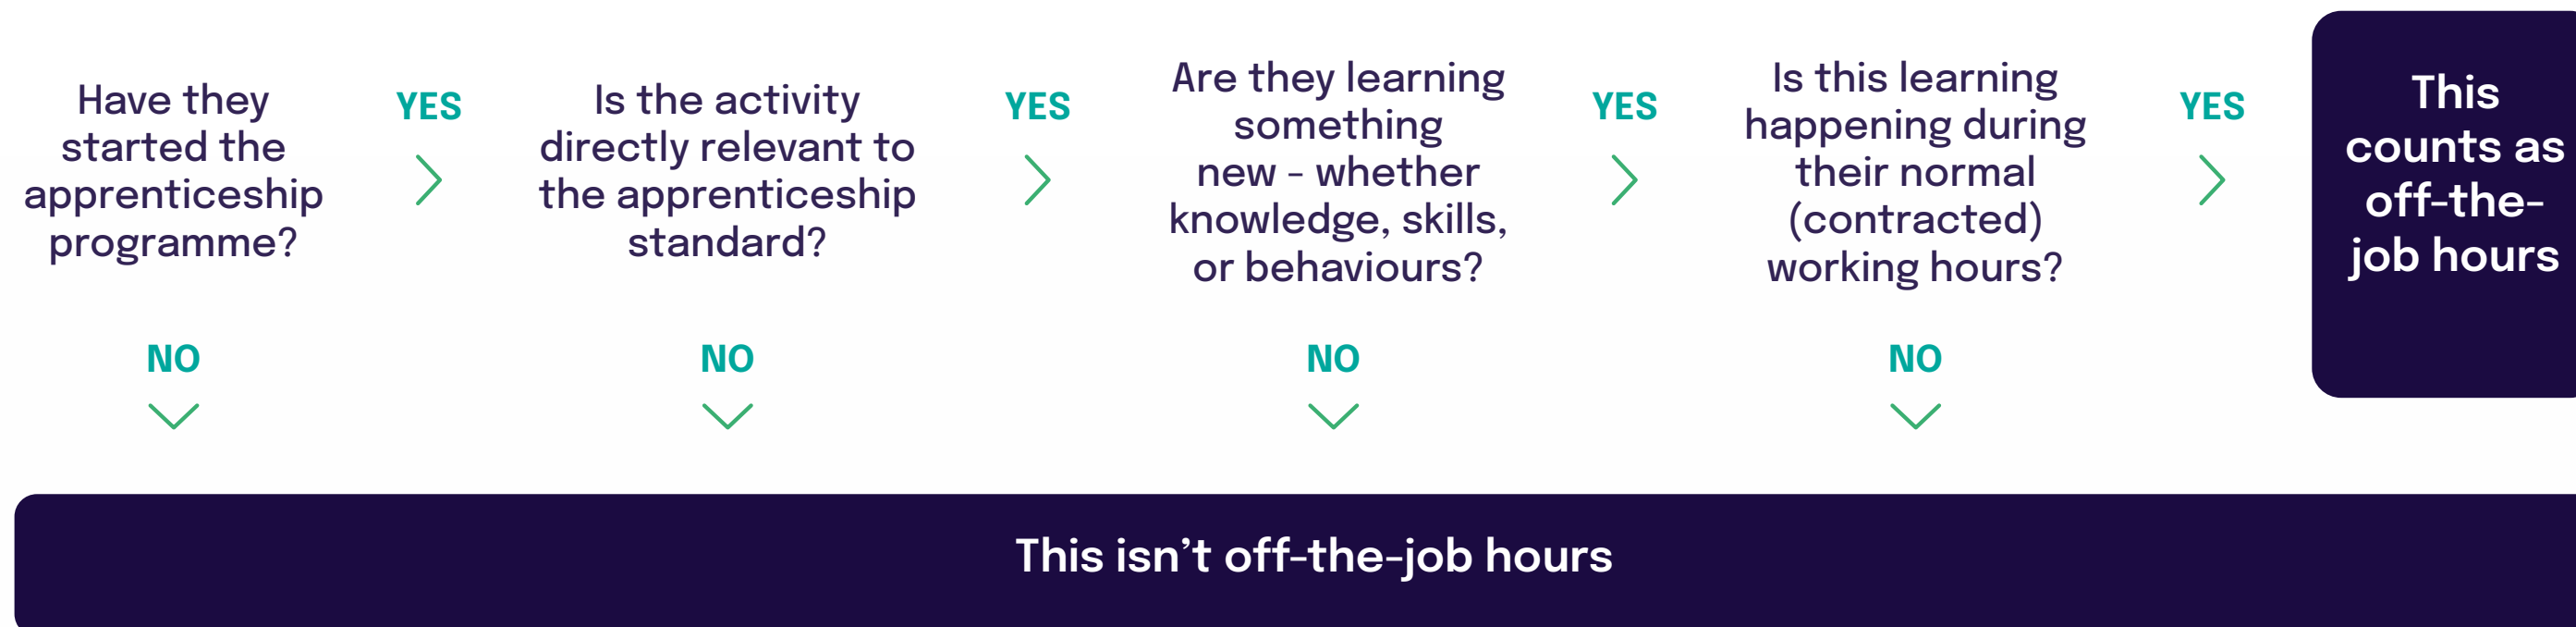 Have they
started the
apprenticeship
programme?
YES
Is the activity
directly relevant to
the apprenticeship
standard?
YES
Are they learning
something
new – whether
knowledge, skills,
or behaviours?
YES
Is this learning
happening during
their normal
(contracted)
working hours?
YES
This
counts as
off-the-
job hours
NO
NO
NO
NO
This isn’t off-the-job hours